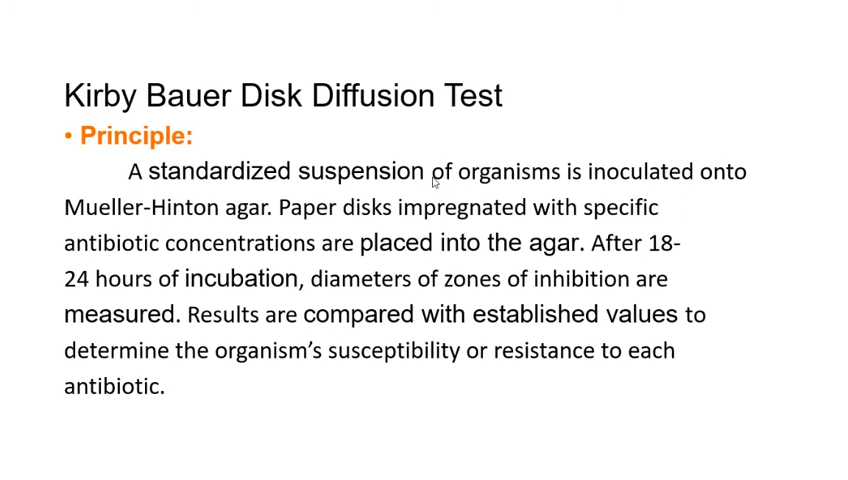 Kirby Bauer Disk Diffusion Test
• Principle:
A standardized suspension of organisms is inoculated onto
Mueller-Hinton agar. Paper disks impregnated with specific
antibiotic concentrations are placed into the agar. After 18-
24 hours of incubation, diameters of zones of inhibition are
measured. Results are compared with established values to
determine the organism’s susceptibility or resistance to each
antibiotic.